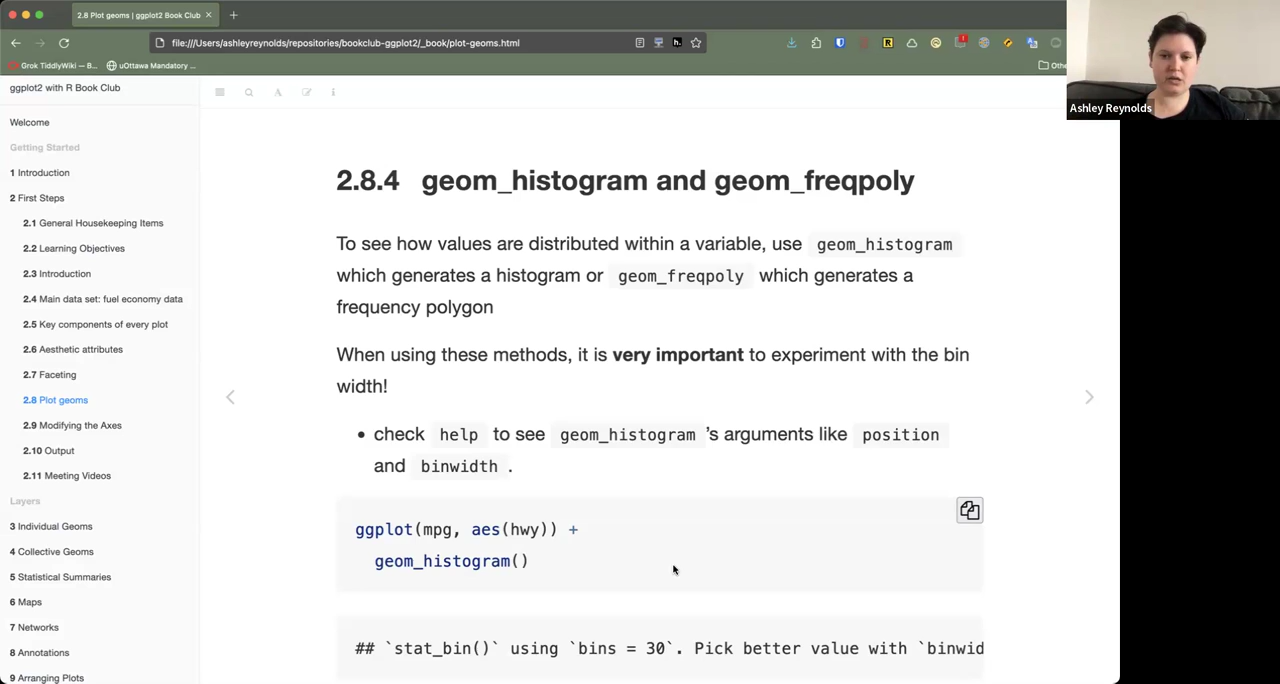 2.8 Plot geoms | ggplot2 Book Club
file:///Users/ashleyreynolds/repositories/bookclub-ggplot2/_book/plot-geoms.html
Grok TiddlyWiki — B...
uOttawa Mandatory ...
Othe
Ashley Reynolds
ggplot2 with R Book Club
Welcome
Getting Started
1 Introduction
2 First Steps
2.1 General Housekeeping Items
2.2 Learning Objectives
2.3 Introduction
2.4 Main data set: fuel economy data
2.5 Key components of every plot
2.6 Aesthetic attributes
2.7 Faceting
2.8 Plot geoms
2.9 Modifying the Axes
2.10 Output
2.11 Meeting Videos
Layers
3 Individual Geoms
4 Collective Geoms
5 Statistical Summaries
6 Maps
7 Networks
8 Annotations
9 Arranging Plots
2.8.4 geom_histogram and geom_freqpoly
To see how values are distributed within a variable, use geom_histogram
which generates a histogram or geom_freqpoly which generates a
frequency polygon
When using these methods, it is very important to experiment with the bin
width!
• check help to see geom_histogram 's arguments like position
and binwidth .
ggplot(mpg, aes(hwy)) +
geom_histogram()
## `stat_bin()` using `bins = 30`. Pick better value with `binwid